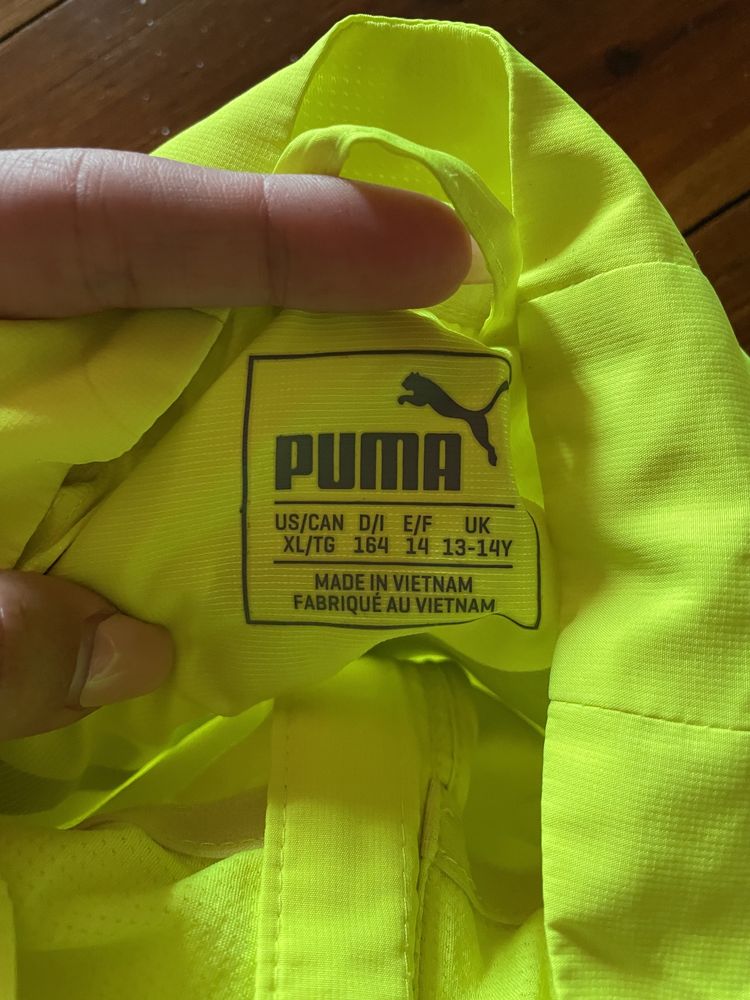 PUMA
US/CAN D/I E/F UK
XL/TG 164 14 13-14Y
MADE IN VIETNAM
FABRIQUÉ AU VIETNAM